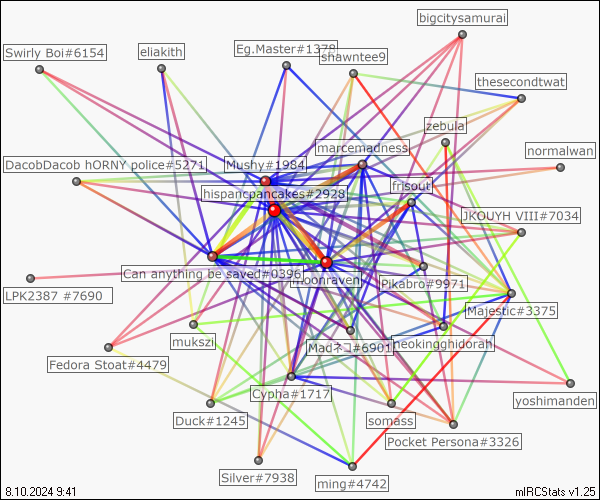 bigcitysamurai
Swirly Boi#6154
eliakith
Eg.Master#1378
shawntee9
thesecondtwat
zebula
marcemadness
normalwan
DacobDacob hORNY police#5271
Mushy#1984
hispancpancakes#2928
frisout
JKOUYH VIII#7034
Can anything be saved#0396
moonraven
Pikabro#9971
LPK2387 #7690
Majestic#3375
mukszi
Madネコ#6901
neokingghidorah
Fedora Stoat#4479
Cypha#1717
yoshimanden
Duck#1245
somass
Pocket Persona#3326
Silver#7938
ming#4742
8.10.2024 9:41
mIRCStats v1.25